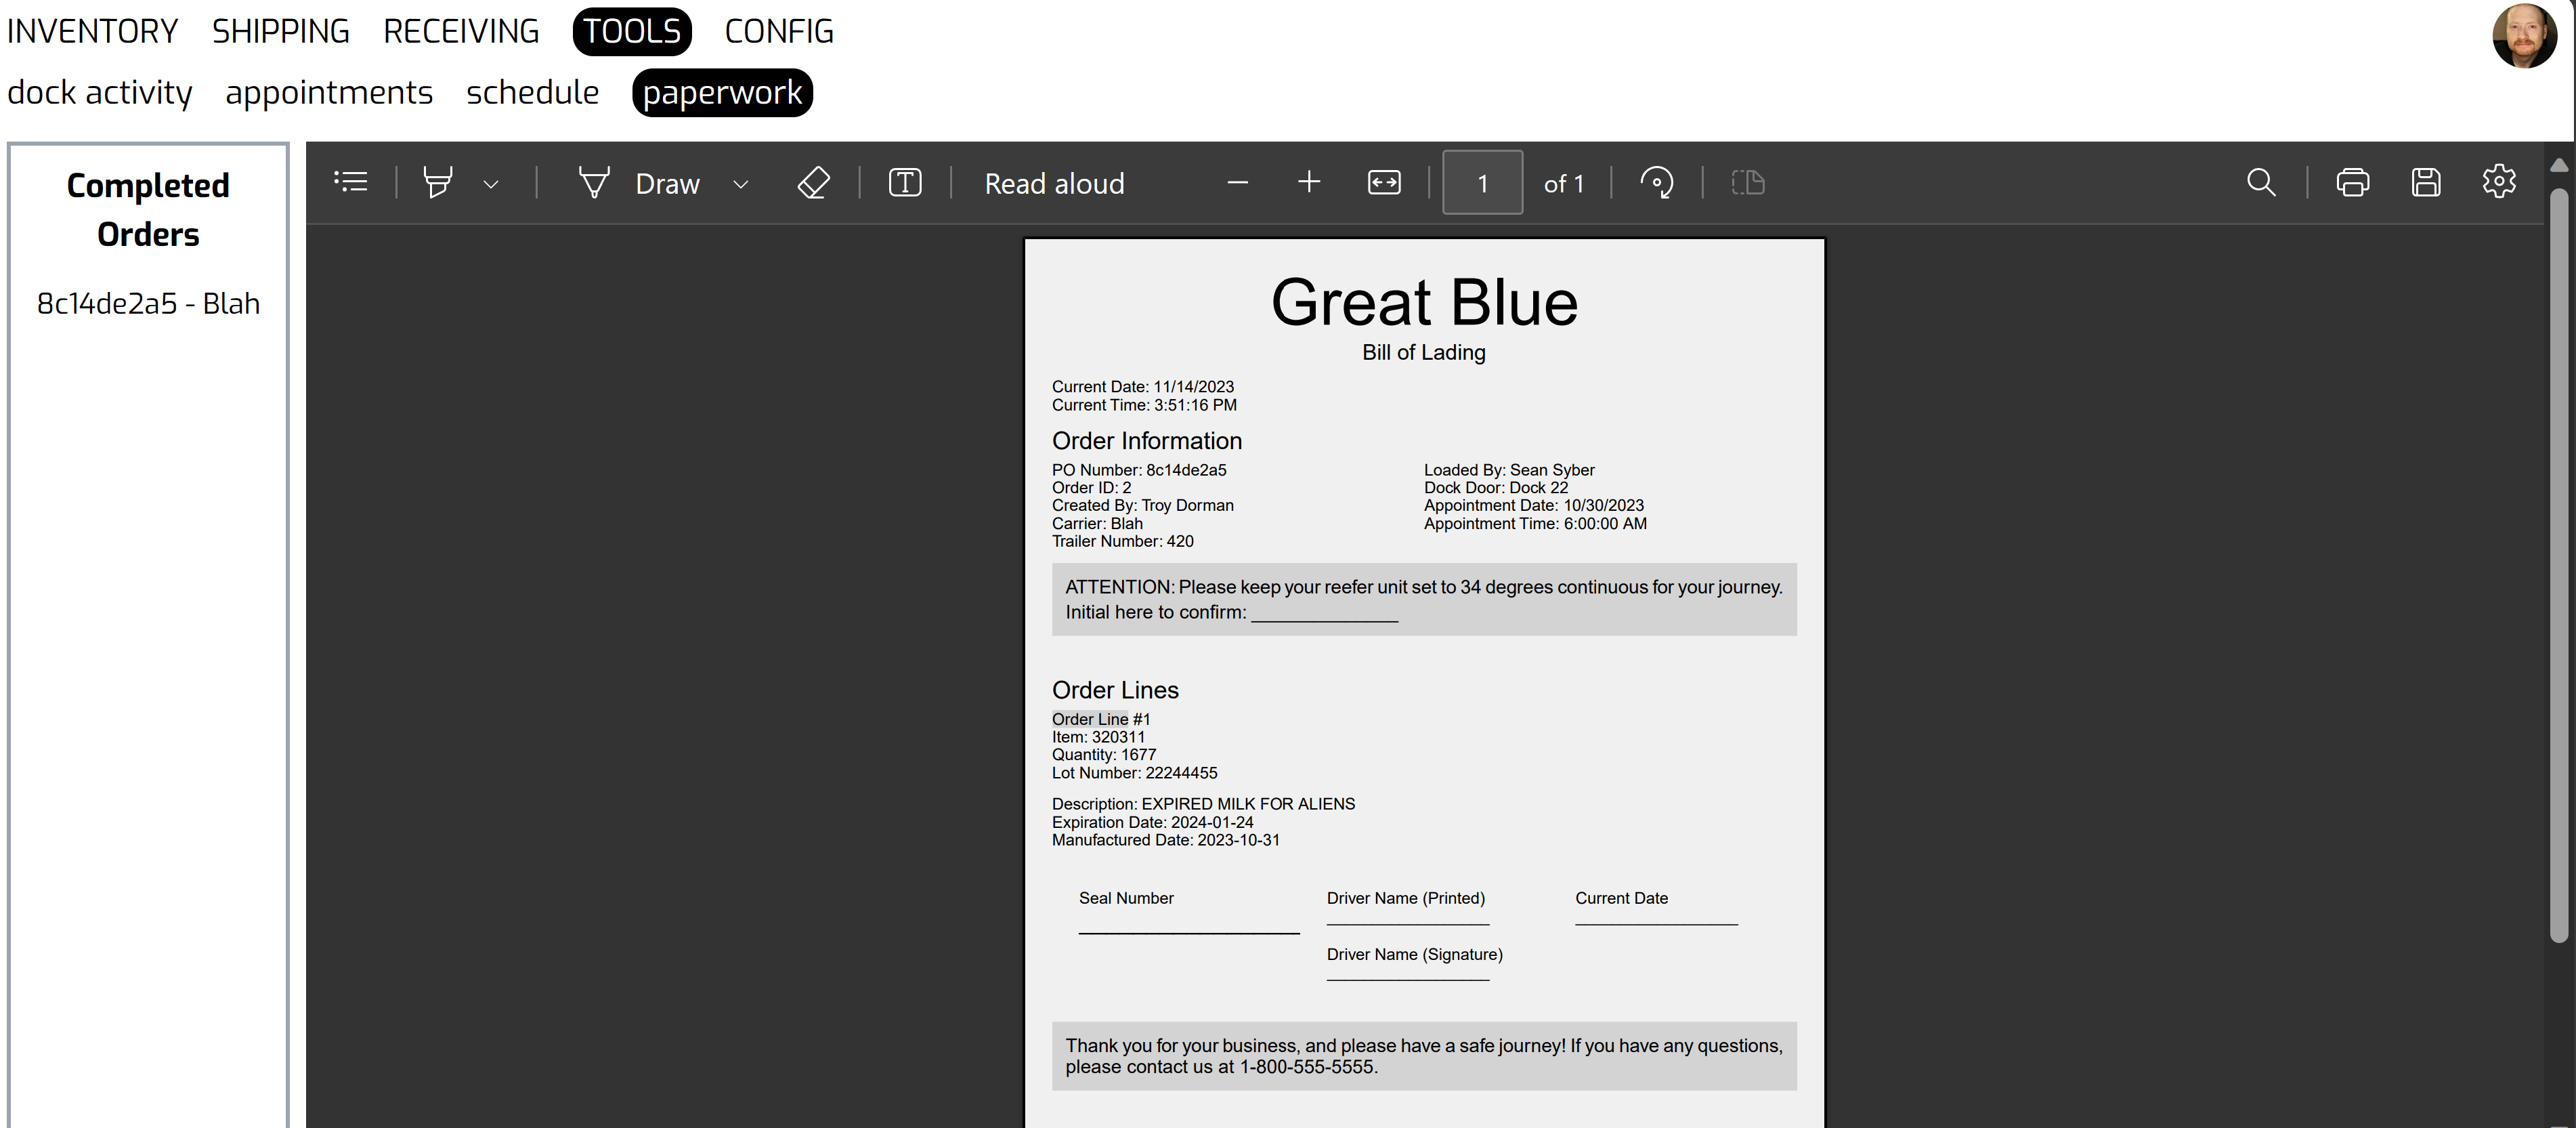 INVENTORY SHIPPING RECEIVING TOOLS CONFIG
dock activity appointments schedule paperwork
Completed
Orders
8c14de2a5 - Blah
Draw Read aloud 1 of 1
Great Blue
Bill of Lading
Current Date: 11/14/2023
Current Time: 3:51:16 PM
Order Information
PO Number: 8c14de2a5
Order ID: 2
Created By: Troy Dorman
Carrier: Blah
Trailer Number: 420
Loaded By: Sean Syber
Dock Door: Dock 22
Appointment Date: 10/30/2023
Appointment Time: 6:00:00 AM
ATTENTION: Please keep your reefer unit set to 34 degrees continuous for your journey.
Initial here to confirm: ______________
Order Lines
Order Line #1
Item: 320311
Quantity: 1677
Lot Number: 22244455
Description: EXPIRED MILK FOR ALIENS
Expiration Date: 2024-01-24
Manufactured Date: 2023-10-31
Seal Number
Driver Name (Printed)
Current Date
Driver Name (Signature)
Thank you for your business, and please have a safe journey! If you have any questions,
please contact us at 1-800-555-5555.